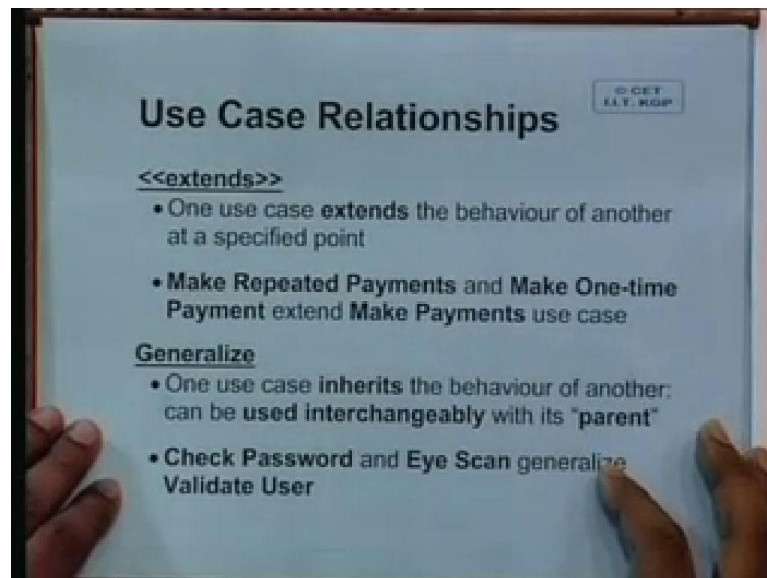 © CET
I.I.T. KGP
Use Case Relationships
<<extends>>
• One use case extends the behaviour of another
at a specified point
• Make Repeated Payments and Make One-time
Payment extend Make Payments use case
Generalize
• One use case inherits the behaviour of another:
can be used interchangeably with its "parent"
• Check Password and Eye Scan generalize
Validate User